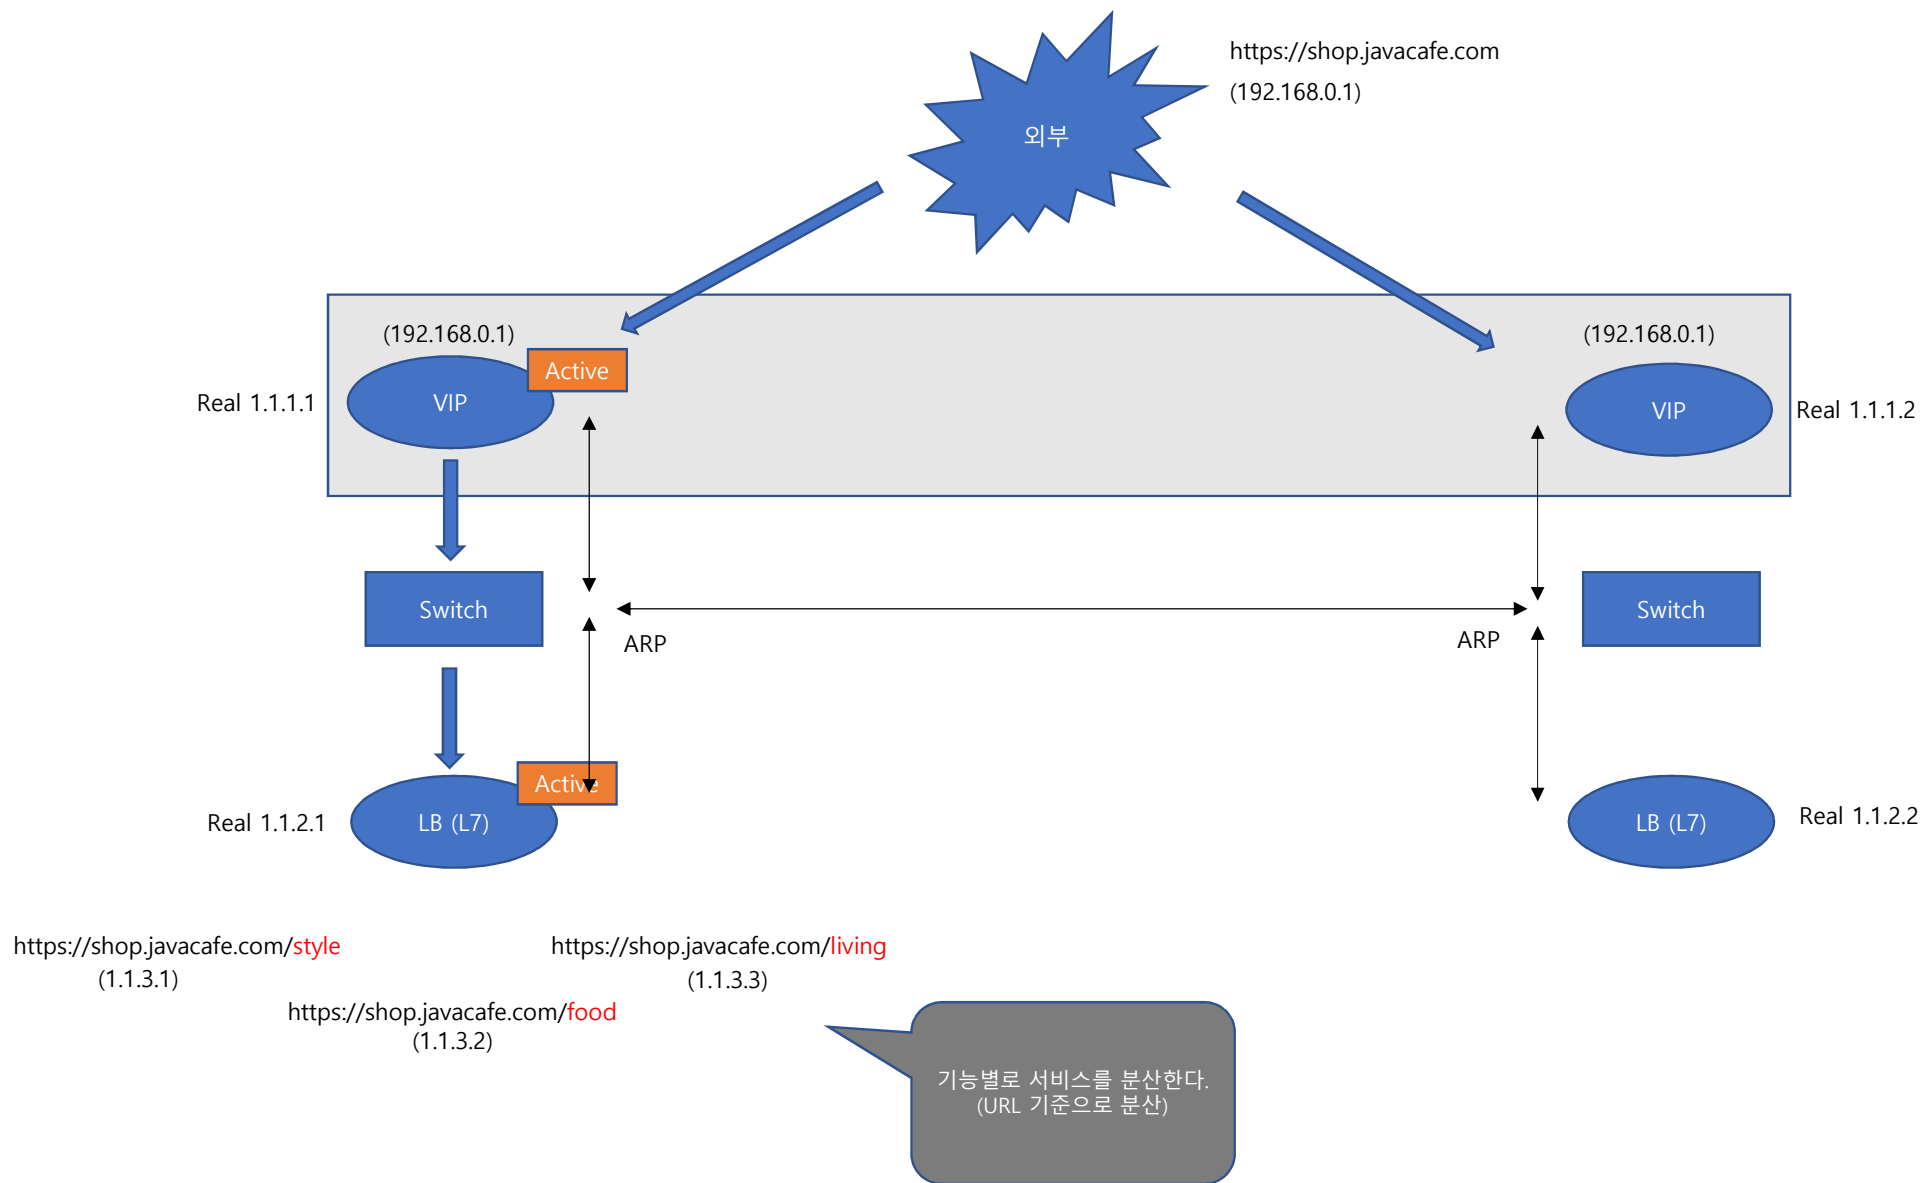 https://shop.javacafe.com
(192.168.0.1)
외부
(192.168.0.1)
(192.168.0.1)
Active
Real 1.1.1.1
VIP
VIP
Real 1.1.1.2
Switch
Switch
ARP
ARP
Active
Real 1.1.2.1
LB (L7)
LB (L7)
Real 1.1.2.2
https://shop.javacafe.com/style
(1.1.3.1)
https://shop.javacafe.com/living
(1.1.3.3)
https://shop.javacafe.com/food
(1.1.3.2)
기능별로 서비스를 분산한다.
(URL 기준으로 분산)